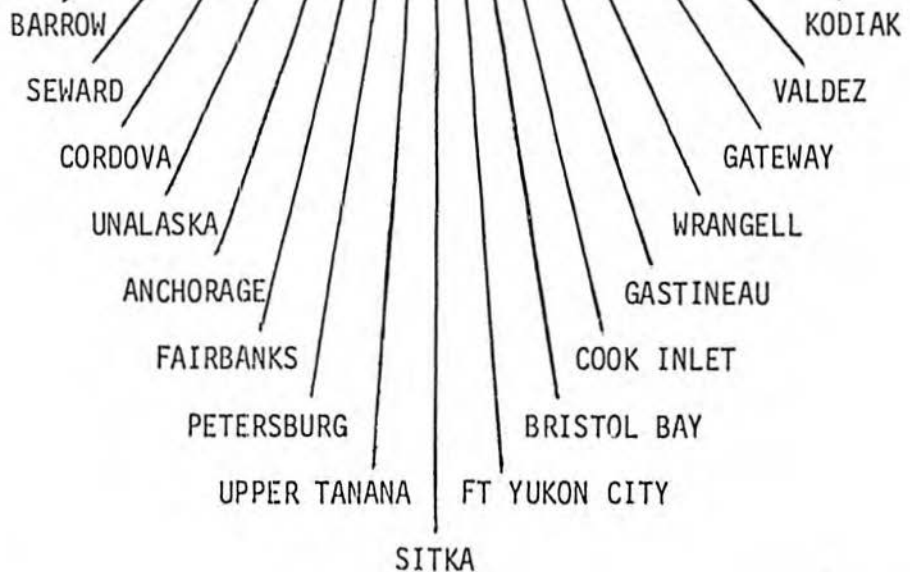 BARROW KODIAK
SEWARD VALDEZ
CORDOVA GATEWAY
UNALASKA WRANGELL
ANCHORAGE GASTINEAU
FAIRBANKS COOK INLET
PETERSBURG BRISTOL BAY
UPPER TANANA FT YUKON CITY
SITKA